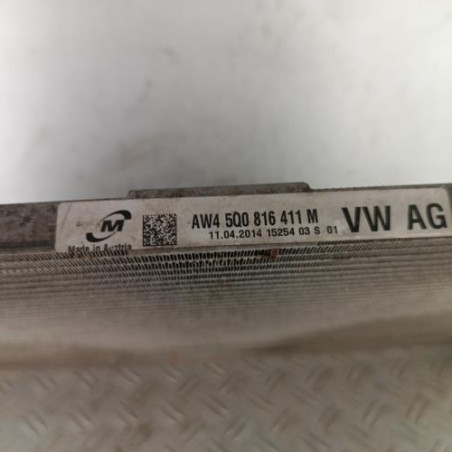 M
Made in Austria
AW4 5Q0 816 411 M
11.04.2014 15254 03 S 01
VW AG